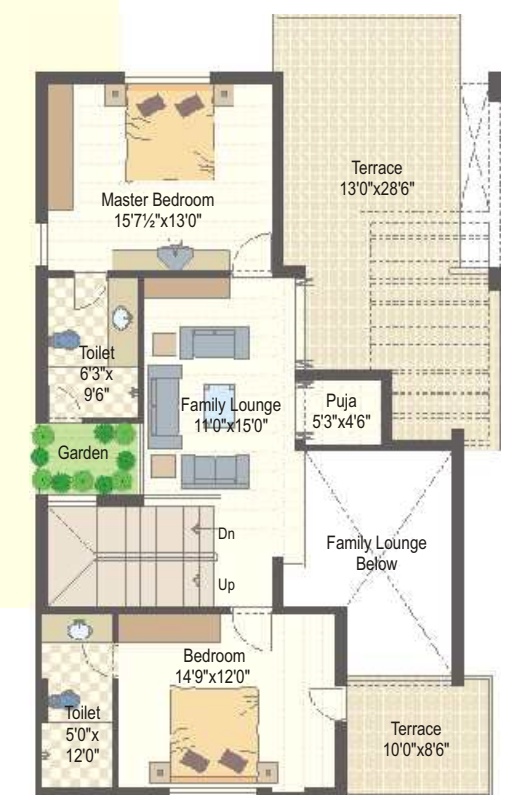 Terrace
13'0"x28'6"
Master Bedroom
15'7½"x13'0"
Toilet
6'3"x
9'6"
Family Lounge
11'0"x15'0"
Puja
5'3"x4'6"
Garden
Dn
Up
Family Lounge
Below
Bedroom
14'9"x12'0"
Toilet
5'0"x
12'0"
Terrace
10'0"x8'6"